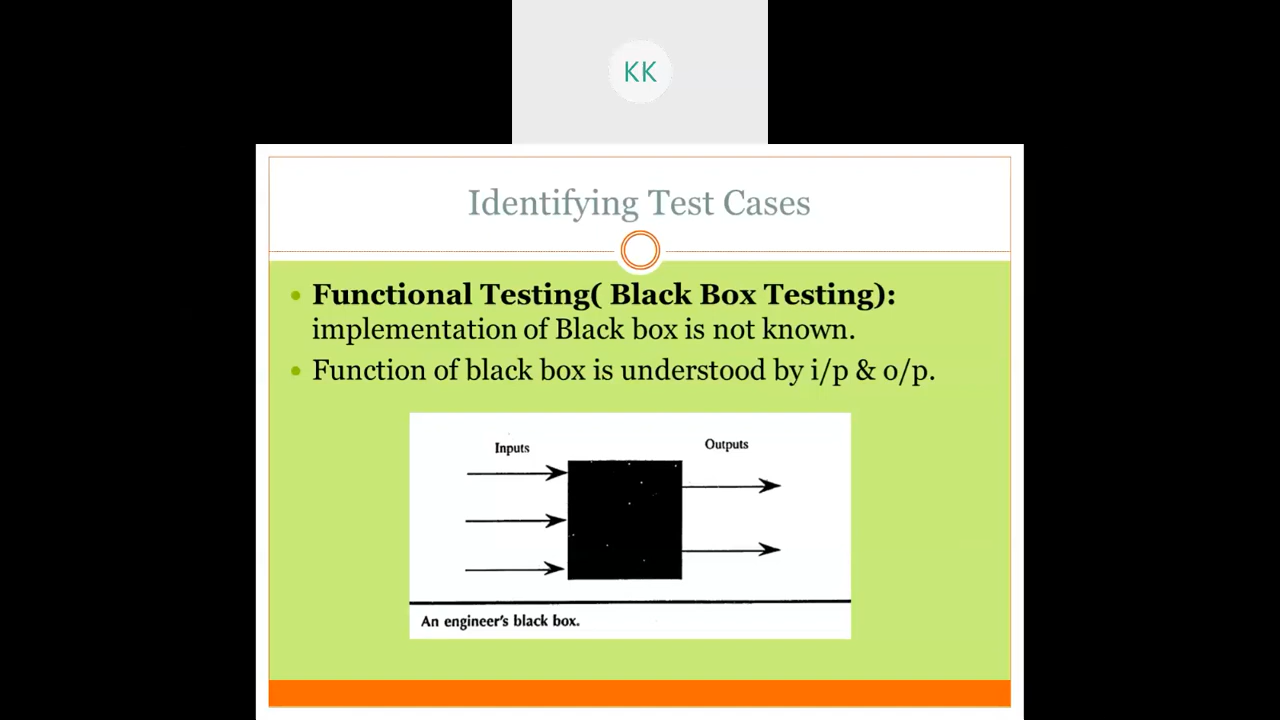 KK
Identifying Test Cases
• Functional Testing( Black Box Testing):
implementation of Black box is not known.
• Function of black box is understood by i/p & o/p.
Inputs
Outputs
An engineer's black box.